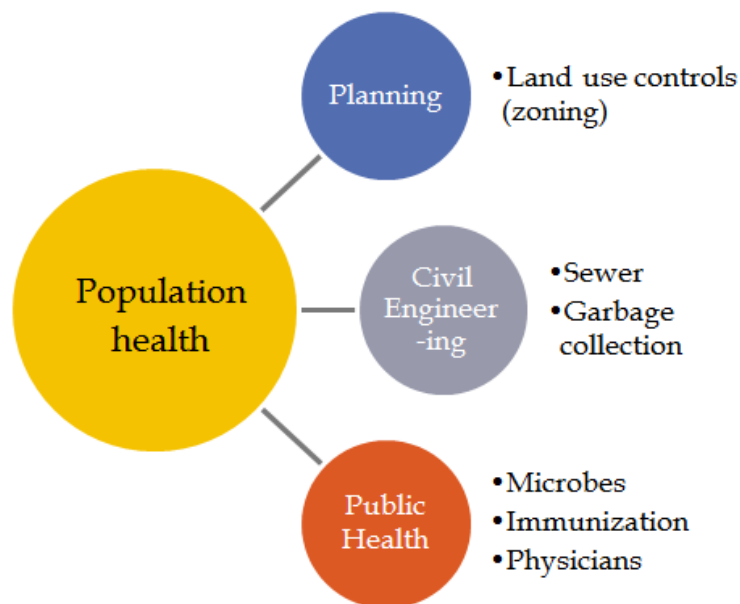 Planning
•Land use controls
(zoning)
Population
health
Civil
Engineer
-ing
•Sewer
•Garbage
collection
Public
Health
•Microbes
•Immunization
•Physicians